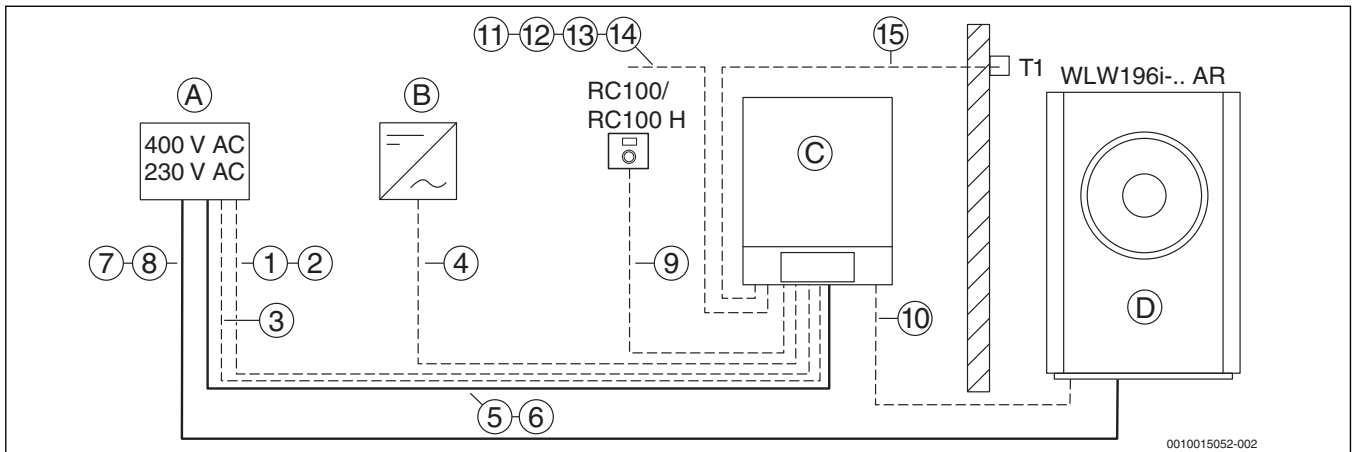 11 12 13 14
15
T1
WLW196i-.. AR
RC100/
RC100 H
A
B
400 V AC
230 V AC
C
7 8
1 2
4
9
D
3
10
5 6
0010015052-002